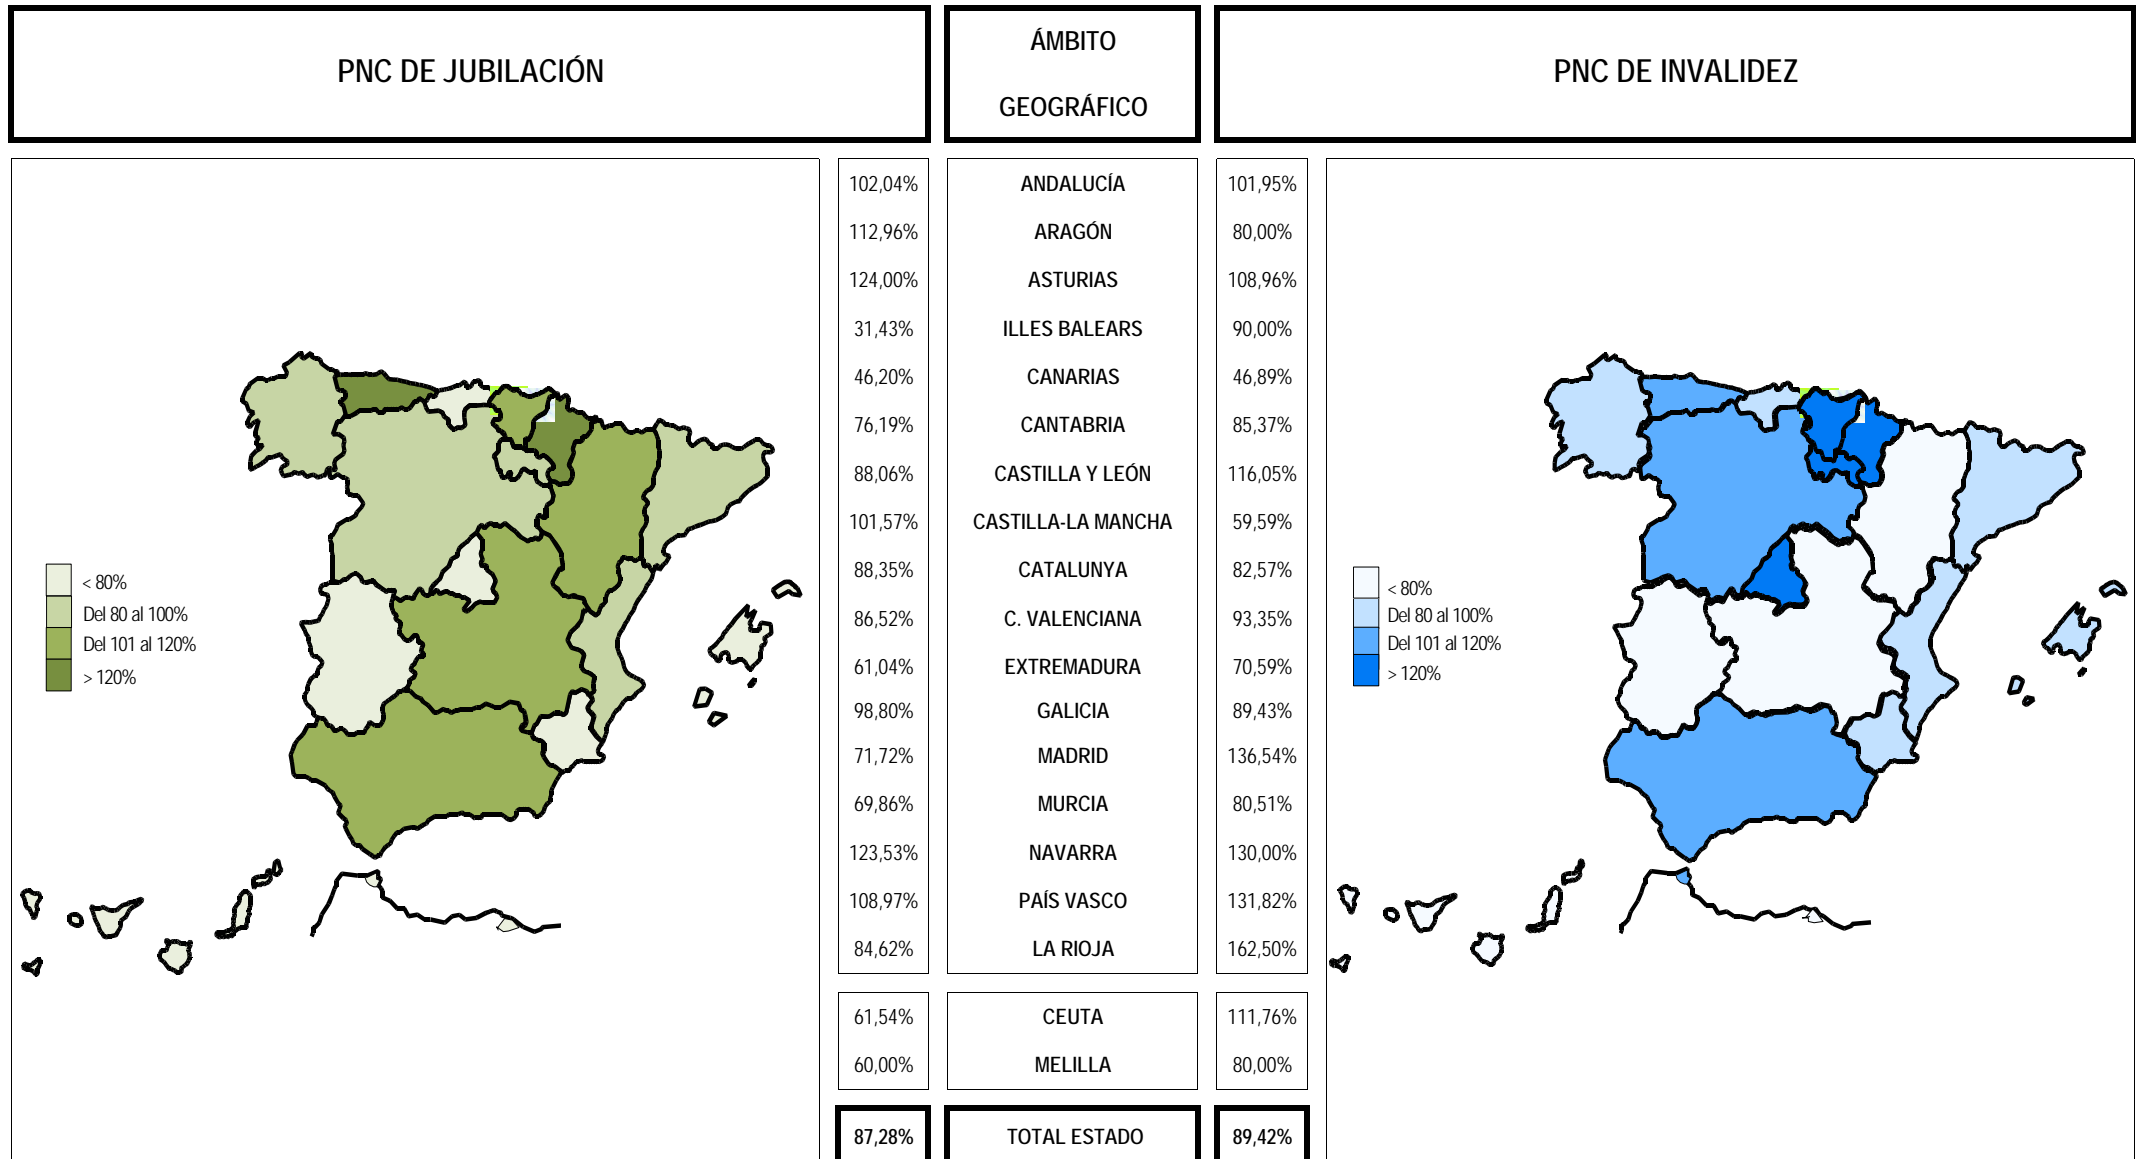 PNC DE JUBILACIÓN
ÁMBITO
GEOGRÁFICO
PNC DE INVALIDEZ
102,04% ANDALUCÍA 101,95%
112,96% ARAGÓN 80,00%
124,00% ASTURIAS 108,96%
31,43% ILLES BALEARS 90,00%
46,20% CANARIAS 46,89%
76,19% CANTABRIA 85,37%
88,06% CASTILLA Y LEÓN 116,05%
101,57% CASTILLA-LA MANCHA 59,59%
88,35% CATALUNYA 82,57%
86,52% C. VALENCIANA 93,35%
61,04% EXTREMADURA 70,59%
98,80% GALICIA 89,43%
71,72% MADRID 136,54%
69,86% MURCIA 80,51%
123,53% NAVARRA 130,00%
108,97% PAÍS VASCO 131,82%
84,62% LA RIOJA 162,50%
61,54% CEUTA 111,76%
60,00% MELILLA 80,00%
87,28% TOTAL ESTADO 89,42%
< 80%
Del 80 al 100%
Del 101 al 120%
> 120%
< 80%
Del 80 al 100%
Del 101 al 120%
> 120%